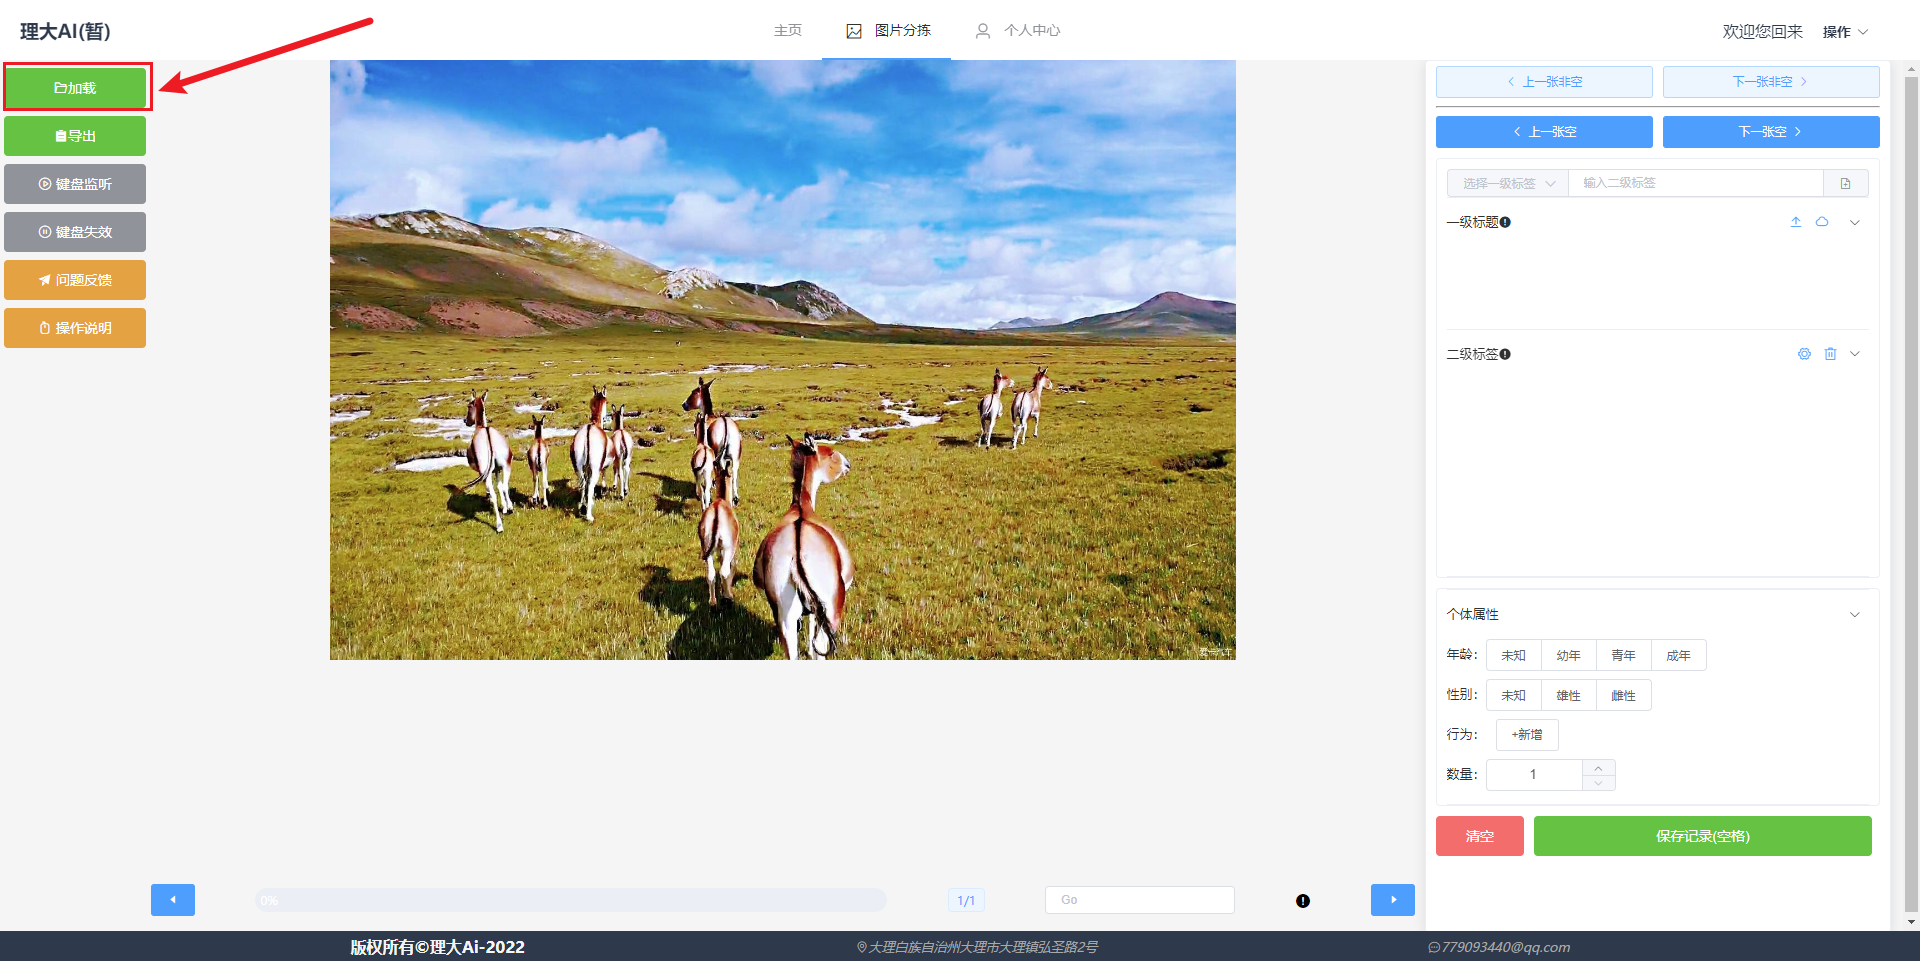 理大AI(暂)
主页
图片分拣
个人中心
欢迎您回来
操作
加载
导出
键盘监听
键盘失效
问题反馈
操作说明
上一张非空
下一张非空
上一张空
下一张空
选择一级标签
输入二级标签
一级标题
二级标签
个体属性
年龄:
未知
幼年
青年
成年
性别:
未知
雄性
雌性
行为:
+新增
数量:
1
清空
保存记录(空格)
爱卡汽车
0%
1/1
Go
版权所有©理大Ai-2022
大理白族自治州大理市大理镇弘圣路2号
779093440@qq.com